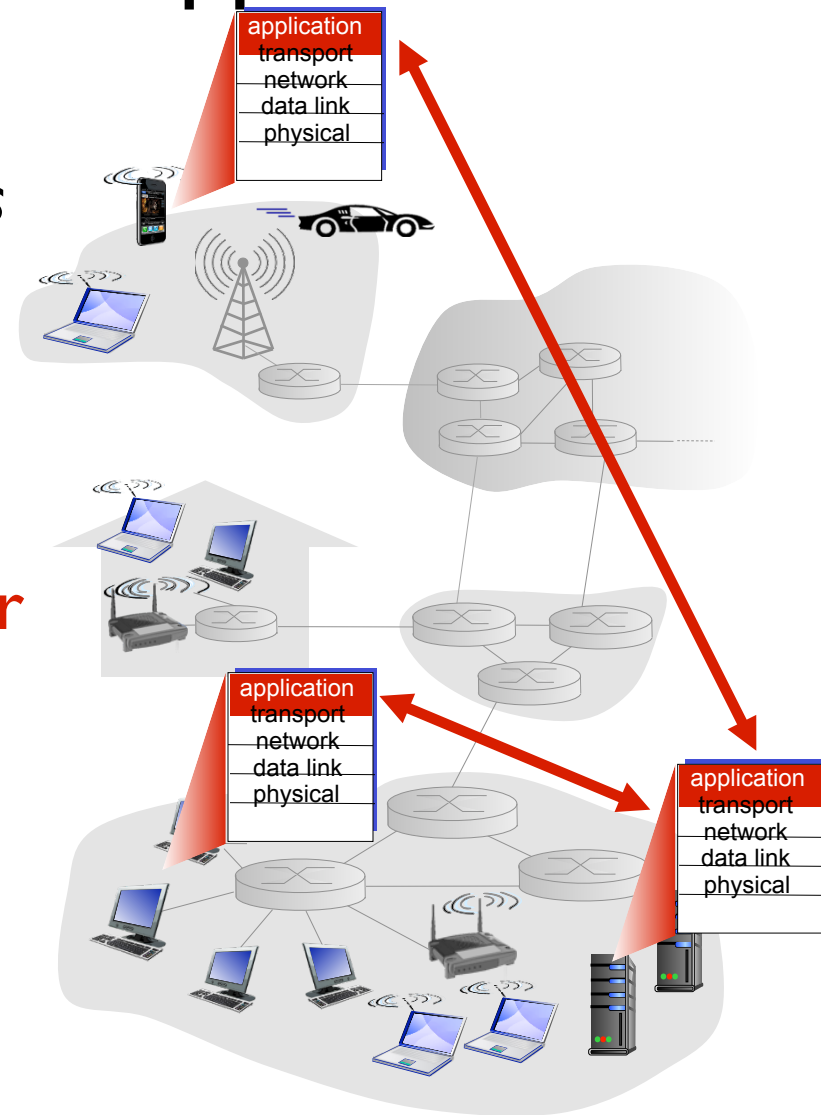 application
transport
network
data link
physical
s
r
application
transport
network
data link
physical
application
transport
network
data link
physical